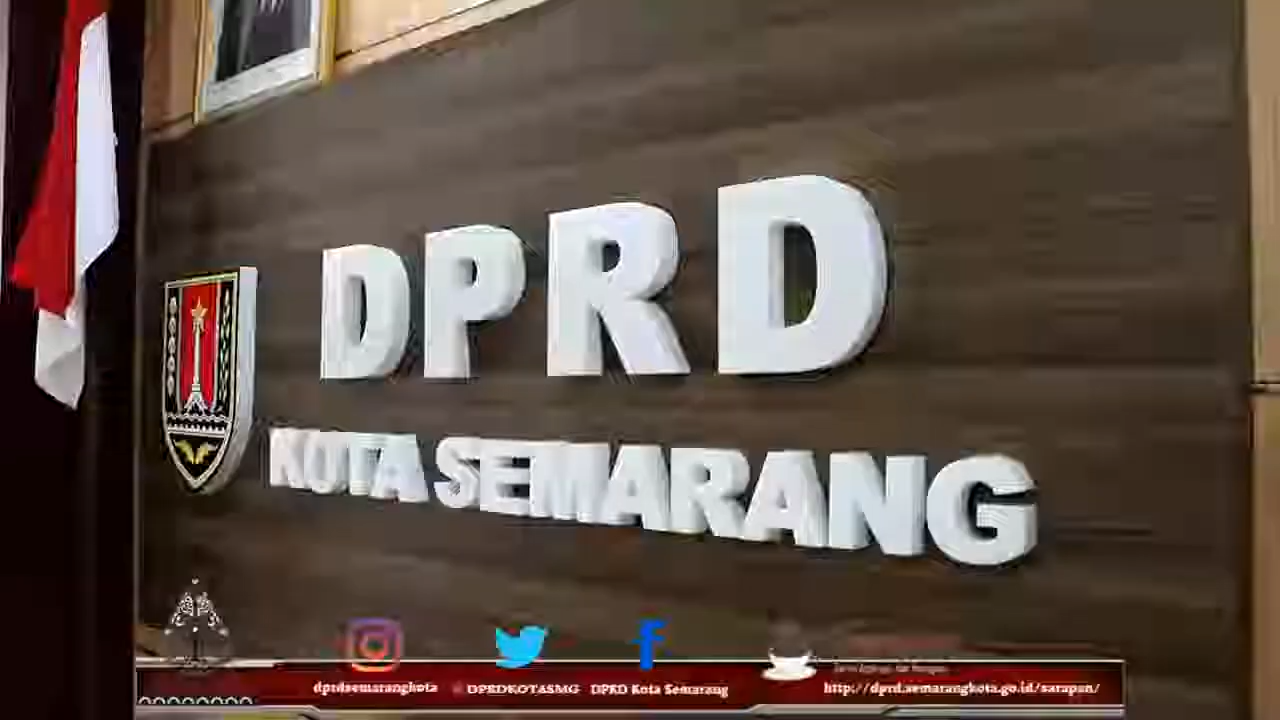 DPRD
KOTA SEMARANG
dprdsemarangkota
@DPRDKOTASMG
DPRD Kota Semarang
http://dprd.semarangkota.go.id/sarapan/